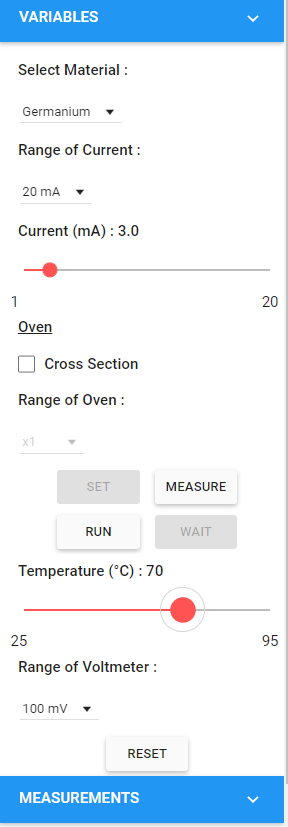 VARIABLES
Select Material :
Germanium
Range of Current :
20 mA
Current (mA) : 3.0
1 20
Oven
Cross Section
Range of Oven :
x1
SET MEASURE
RUN WAIT
Temperature (°C) : 70
25 95
Range of Voltmeter :
100 mV
RESET
MEASUREMENTS